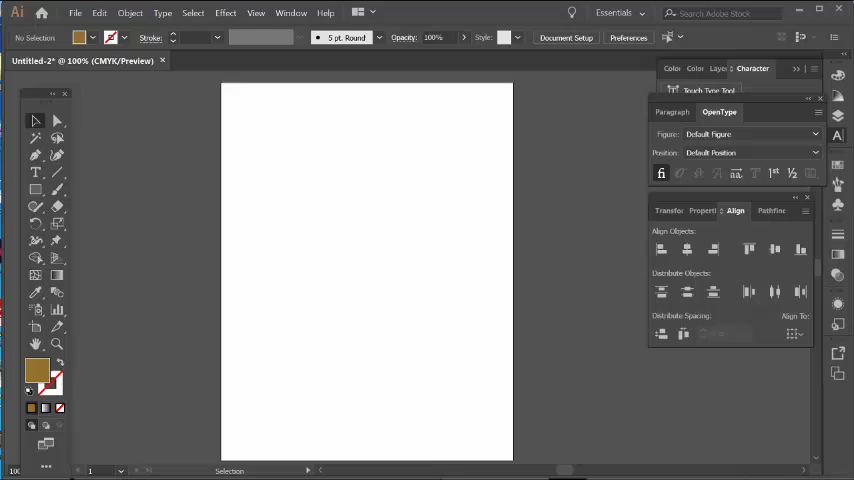 Ai File Edit Object Type Select Effect View Window Help Essentials Search Adobe Stock
No Selection Stroke: 5 pt. Round Opacity: 100% Style: Document Setup Preferences
Untitled-2* @ 100% (CMYK/Preview)
Color Color Layer Character
Touch Type Tool
Paragraph OpenType
Figure: Default Figure
Position: Default Position
Transfor Properti Align Pathfind
Align Objects:
Distribute Objects:
Distribute Spacing: Align To:
100 1 Selection